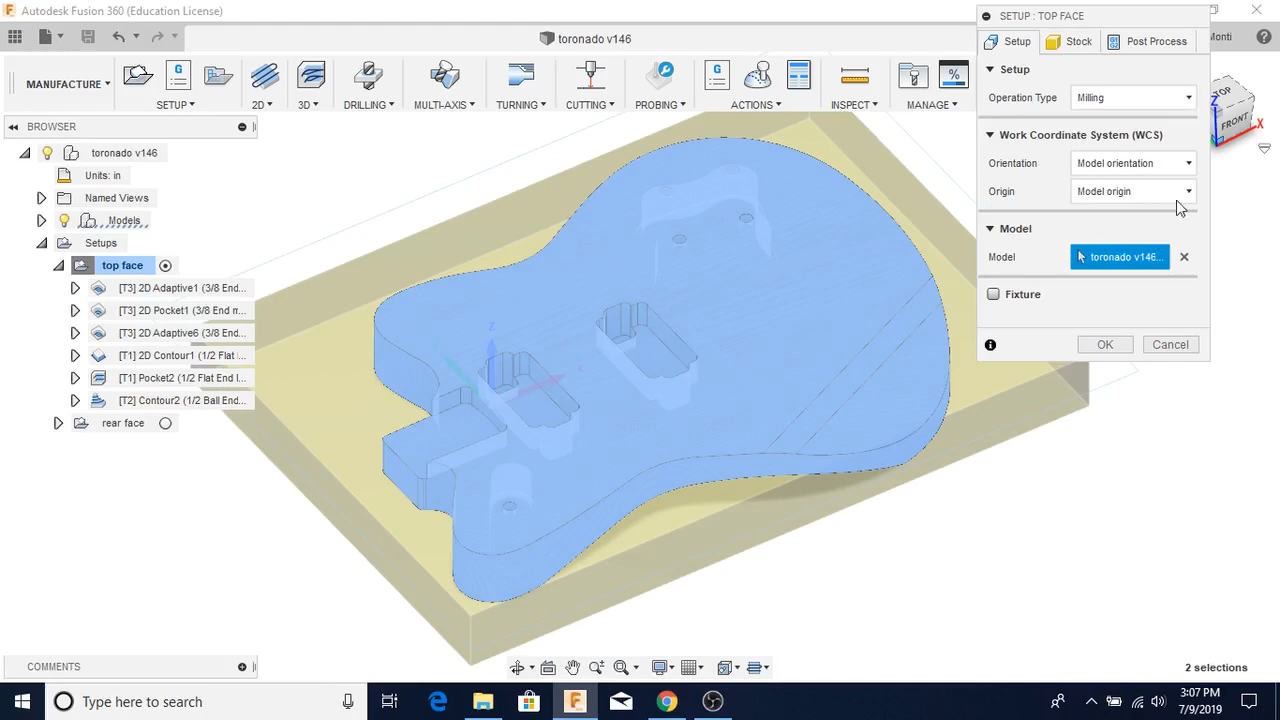 Autodesk Fusion 360 (Education License)
toronado v146
Monti
MANUFACTURE
SETUP
2D
3D
DRILLING
MULTI-AXIS
TURNING
CUTTING
PROBING
ACTIONS
INSPECT
MANAGE
SETUP : TOP FACE
Setup
Stock
Post Process
Setup
Operation Type
Milling
Work Coordinate System (WCS)
Orientation
Model orientation
Origin
Model origin
Model
Model
toronado v146...
Fixture
OK
Cancel
TOP
FRONT
Z
X
BROWSER
toronado v146
Units: in
Named Views
Models
Setups
top face
[T3] 2D Adaptive1 (3/8 End...
[T3] 2D Pocket1 (3/8 End m...
[T3] 2D Adaptive6 (3/8 End...
[T1] 2D Contour1 (1/2 Flat ...
[T1] Pocket2 (1/2 Flat End l...
[T2] Contour2 (1/2 Ball End...
rear face
Z
COMMENTS
2 selections
Type here to search
3:07 PM
7/9/2019